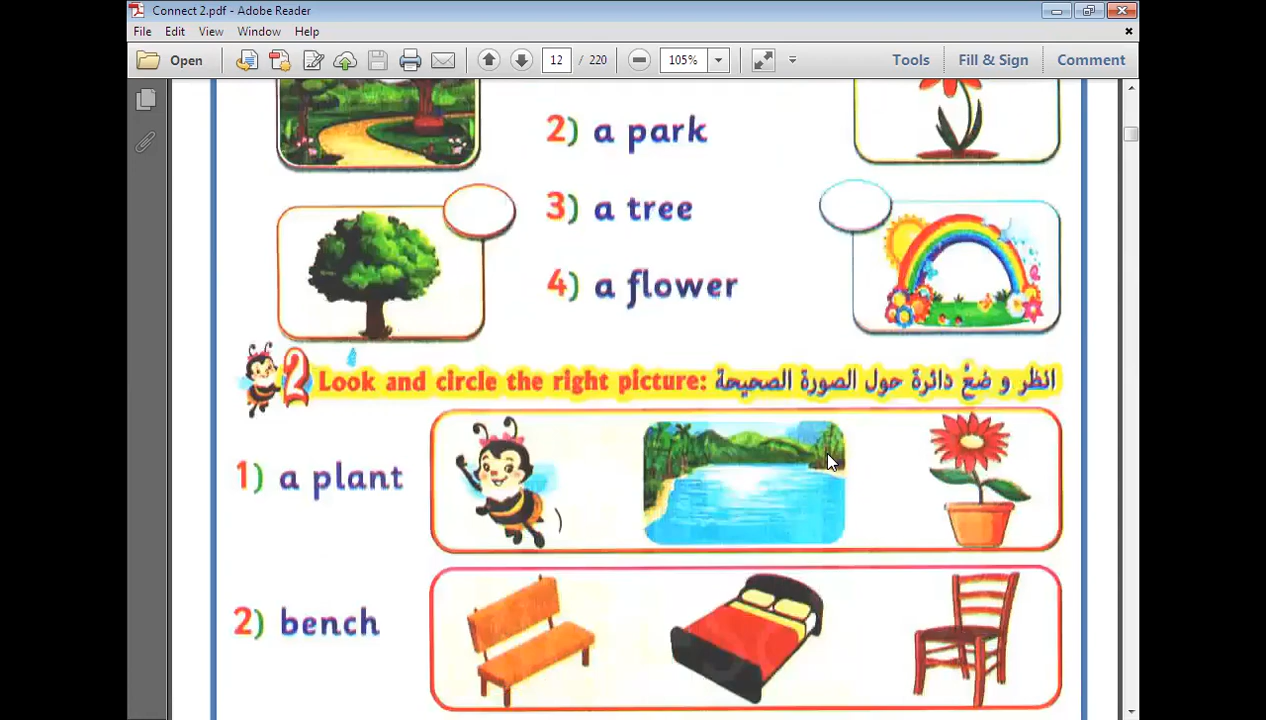 Connect 2.pdf - Adobe Reader
File Edit View Window Help
Open 12 / 220 105% Tools Fill & Sign Comment
2) a park
3) a tree
4) a flower
2 Look and circle the right picture: انظر و ضعْ دائرة حول الصورة الصحيحة
1) a plant
2) bench